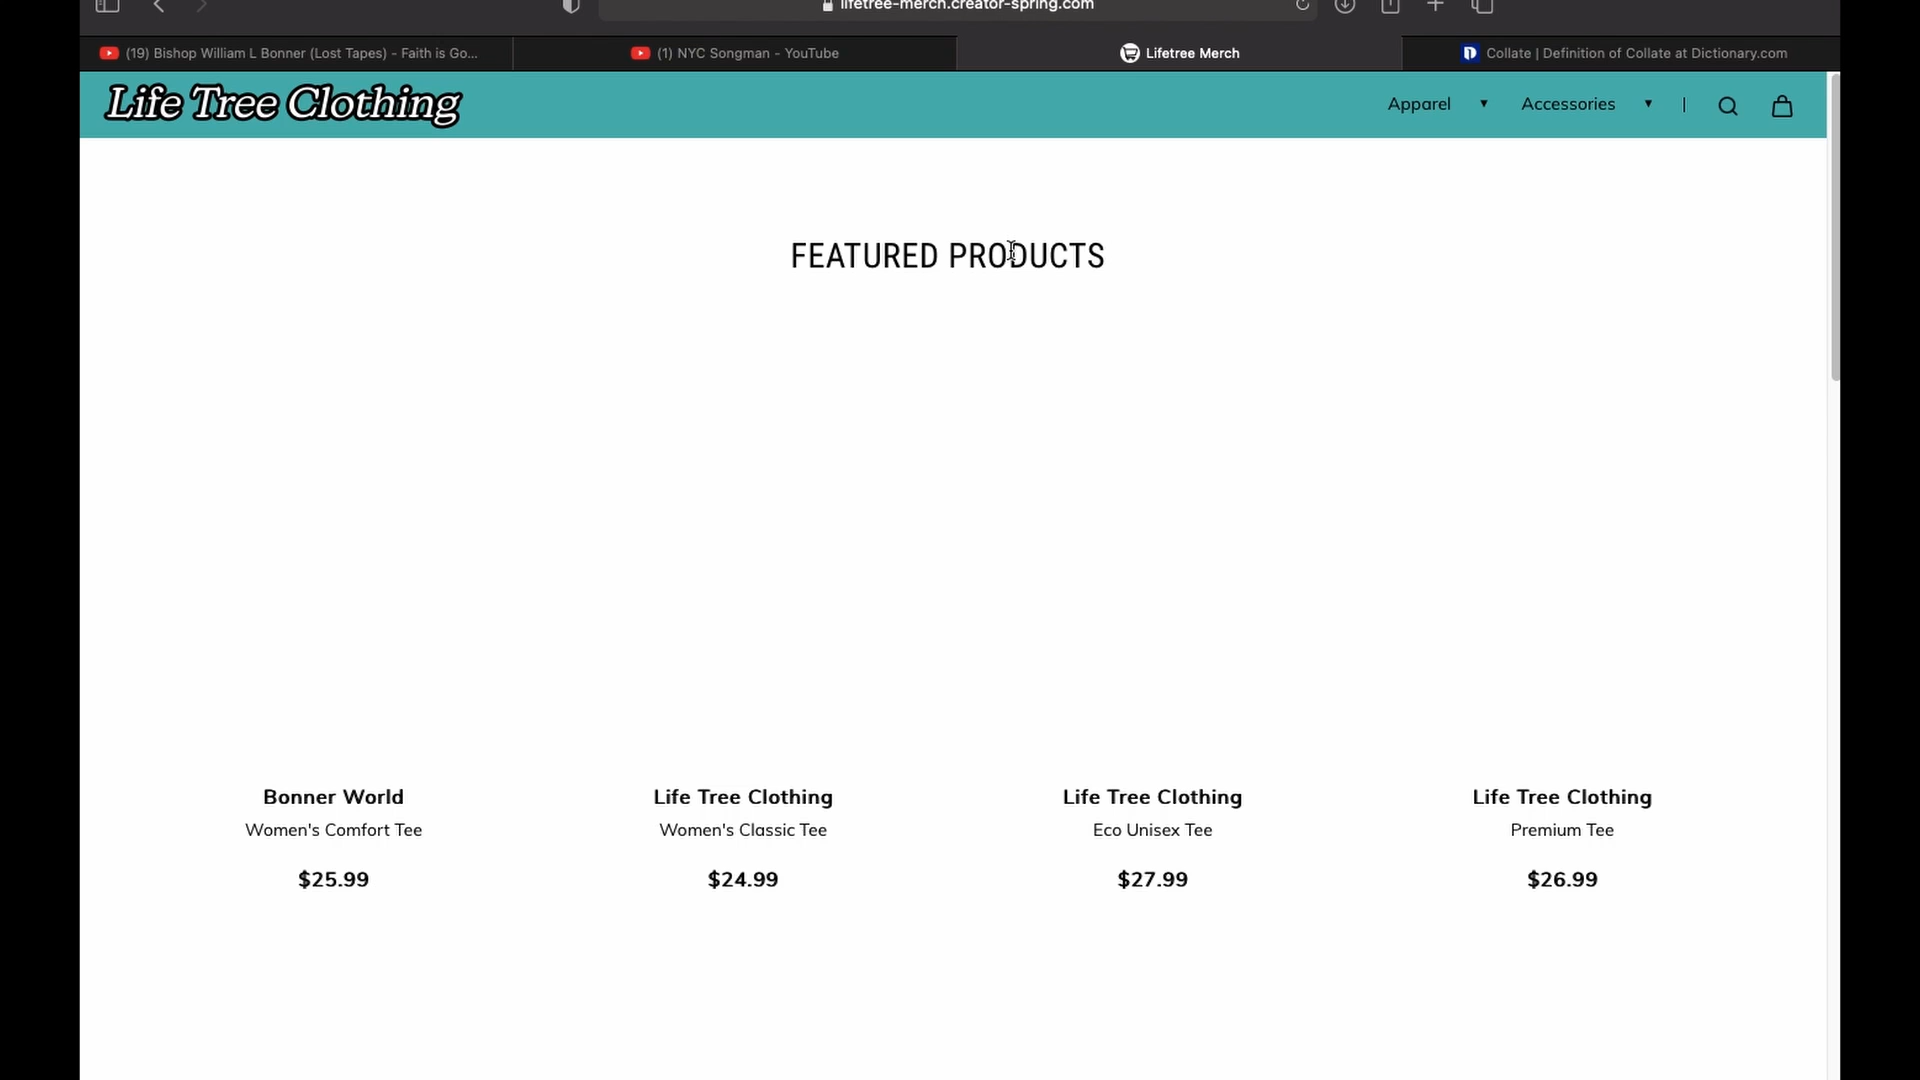 lifetree-merch.creator-spring.com
(19) Bishop William L Bonner (Lost Tapes) - Faith is Go...
(1) NYC Songman - YouTube
Lifetree Merch
Collate | Definition of Collate at Dictionary.com
Life Tree Clothing
Apparel
Accessories
FEATURED PRODUCTS
Bonner World
Women's Comfort Tee
$25.99
Life Tree Clothing
Women's Classic Tee
$24.99
Life Tree Clothing
Eco Unisex Tee
$27.99
Life Tree Clothing
Premium Tee
$26.99